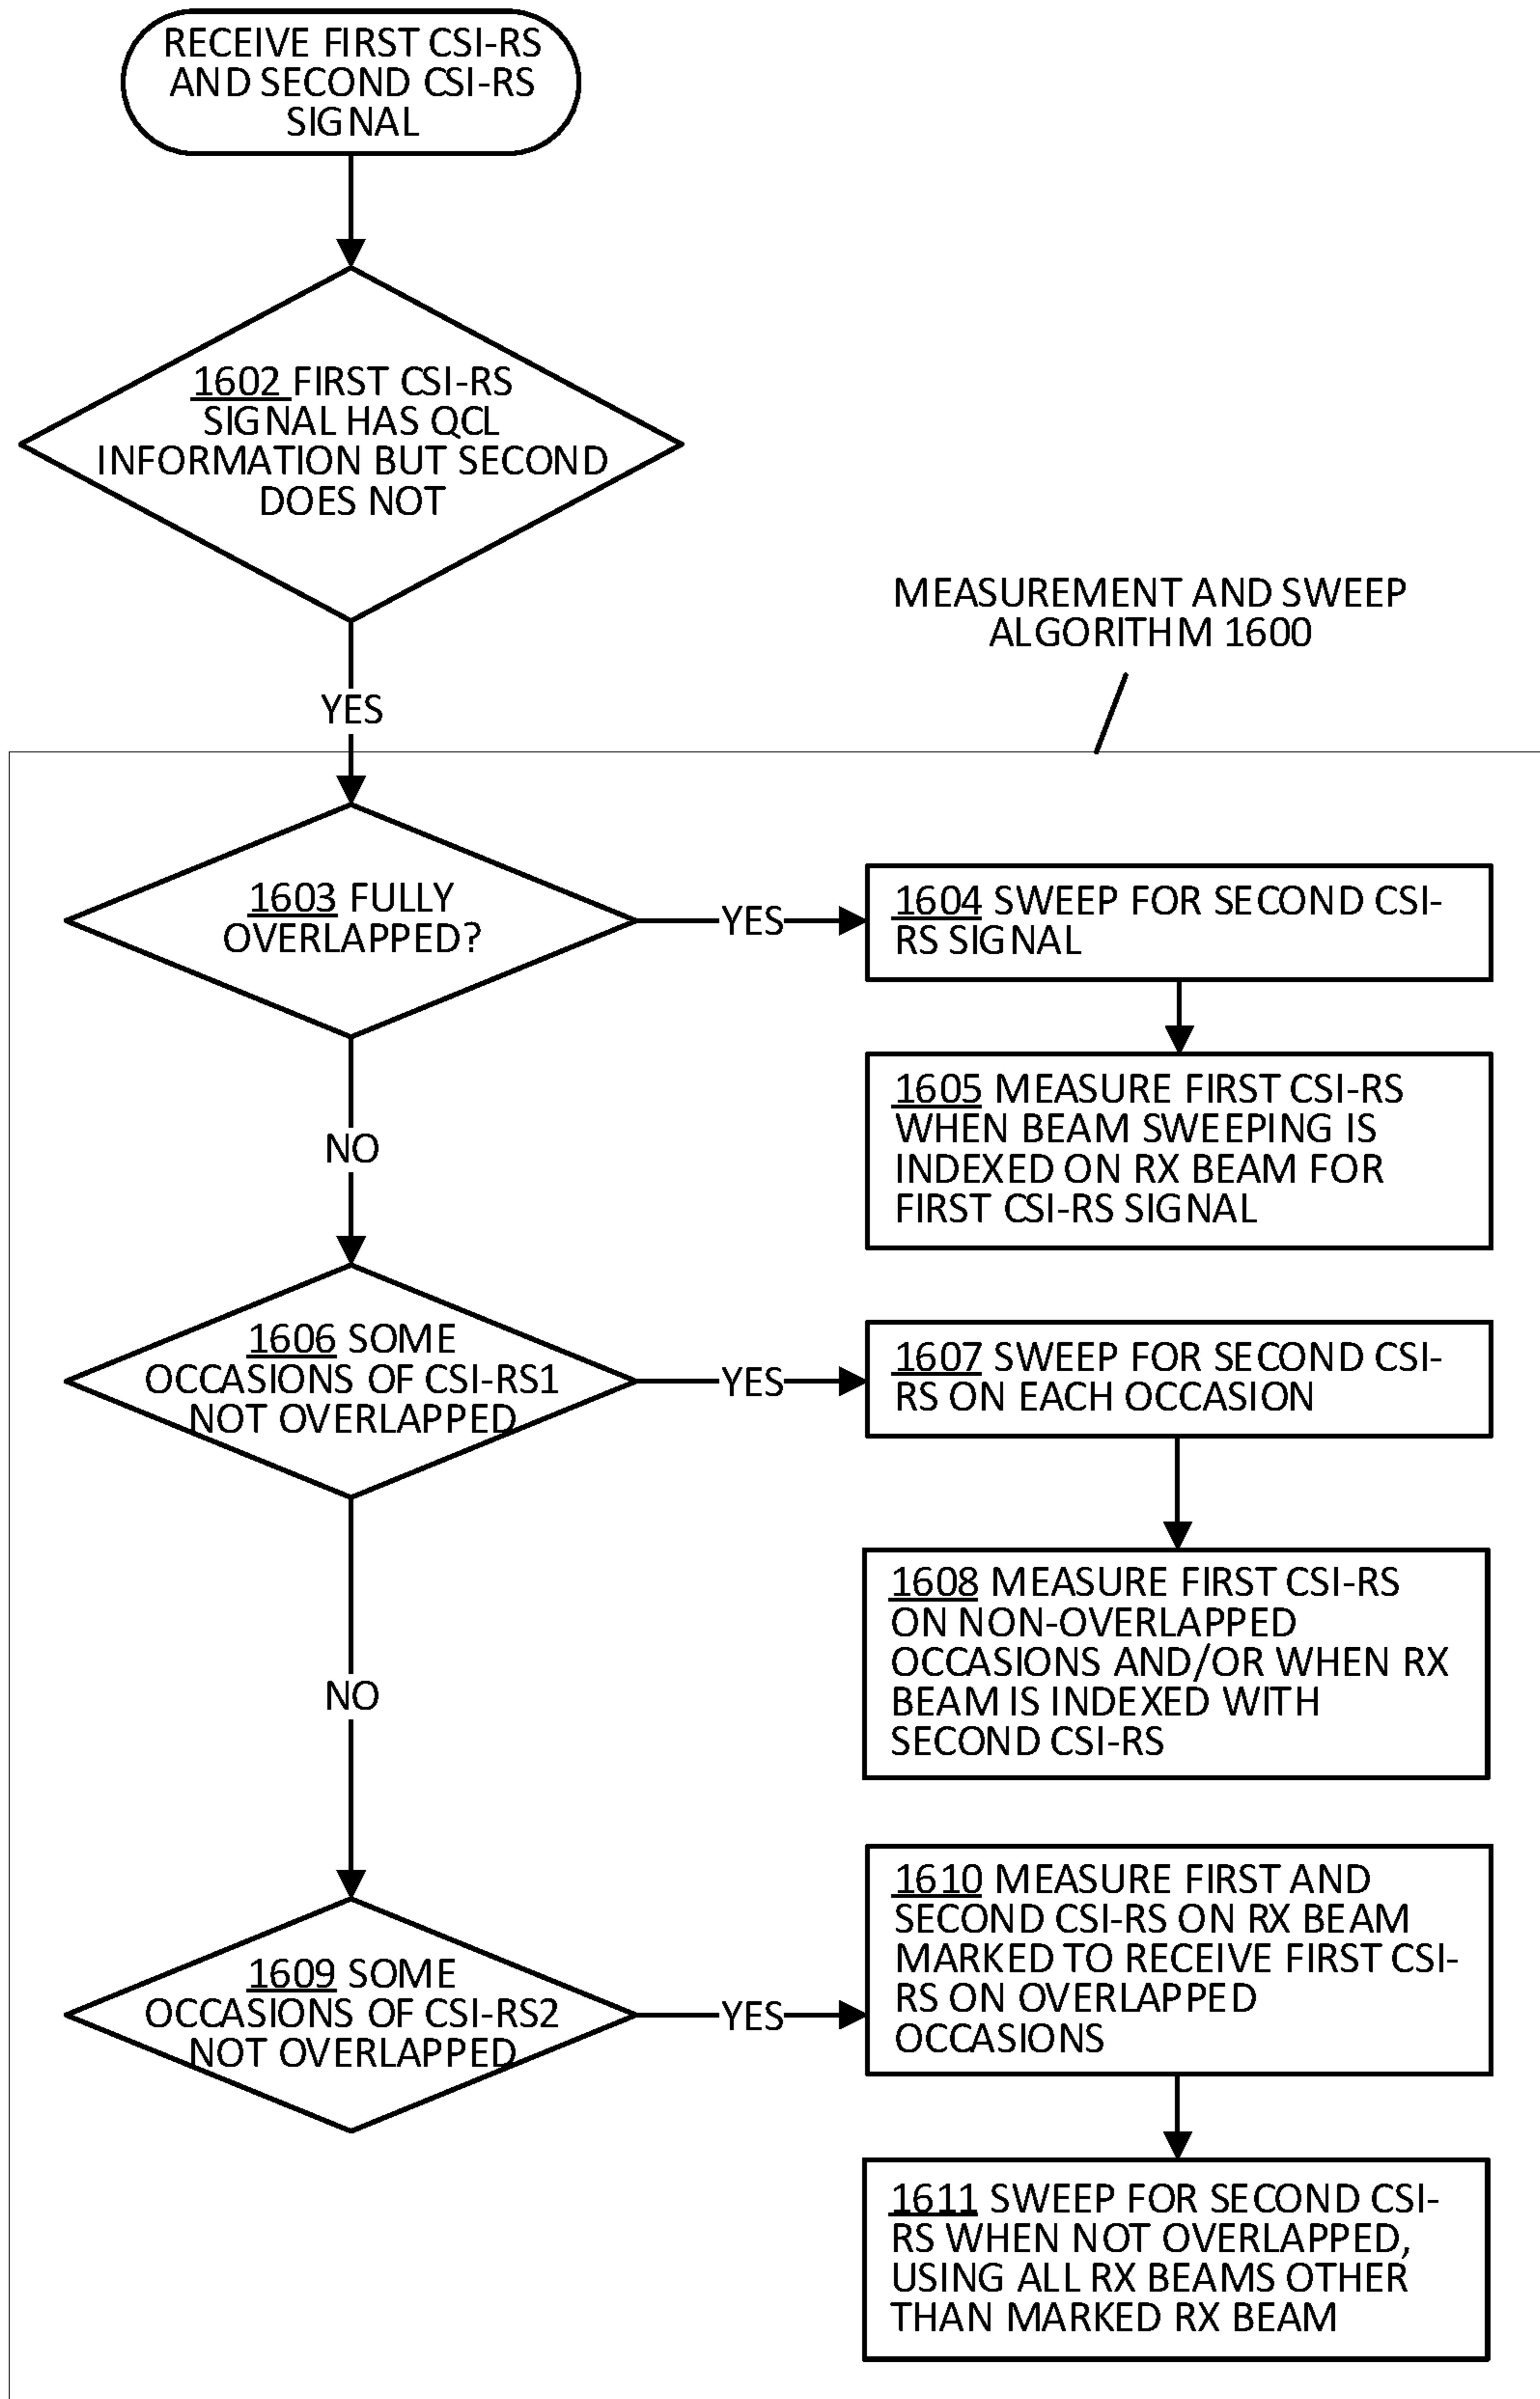 RECEIVE FIRST CSI-RS
AND SECOND CSI-RS
SIGNAL
1602 FIRST CSI-RS
SIGNAL HAS QCL
INFORMATION BUT SECOND
DOES NOT
MEASUREMENT AND SWEEP
ALGORITHM 1600
YES
1603 FULLY
OVERLAPPED?
YES
1604 SWEEP FOR SECOND CSI-
RS SIGNAL
1605 MEASURE FIRST CSI-RS
WHEN BEAM SWEEPING IS
INDEXED ON RX BEAM FOR
FIRST CSI-RS SIGNAL
NO
1606 SOME
OCCASIONS OF CSI-RS1
NOT OVERLAPPED
YES
1607 SWEEP FOR SECOND CSI-
RS ON EACH OCCASION
1608 MEASURE FIRST CSI-RS
ON NON-OVERLAPPED
OCCASIONS AND/OR WHEN RX
BEAM IS INDEXED WITH
SECOND CSI-RS
NO
1609 SOME
OCCASIONS OF CSI-RS2
NOT OVERLAPPED
YES
1610 MEASURE FIRST AND
SECOND CSI-RS ON RX BEAM
MARKED TO RECEIVE FIRST CSI-
RS ON OVERLAPPED
OCCASIONS
1611 SWEEP FOR SECOND CSI-
RS WHEN NOT OVERLAPPED,
USING ALL RX BEAMS OTHER
THAN MARKED RX BEAM